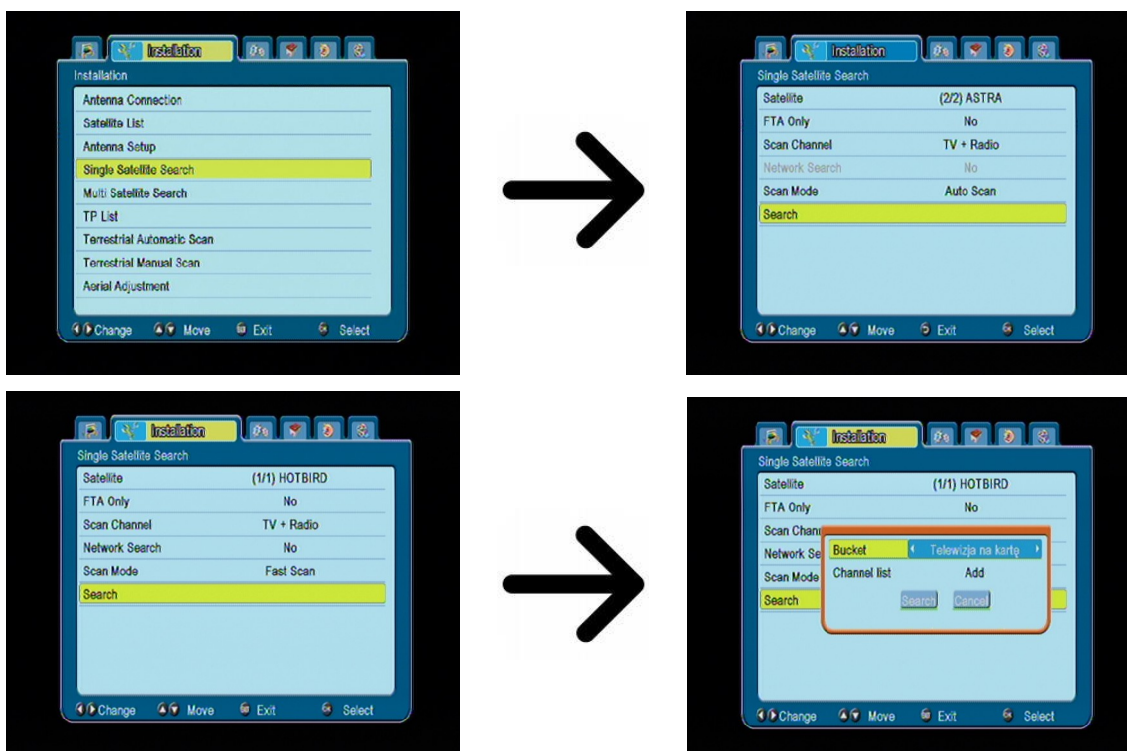 Installation
Installation
Antenna Connection
Satellite List
Antenna Setup
Single Satellite Search
Multi Satellite Search
TP List
Terrestrial Automatic Scan
Terrestrial Manual Scan
Aerial Adjustment
Change Move Exit Select
Installation
Single Satellite Search
Satellite (2/2) ASTRA
FTA Only No
Scan Channel TV + Radio
Network Search No
Scan Mode Auto Scan
Search
Change Move Exit Select
Installation
Single Satellite Search
Satellite (1/1) HOTBIRD
FTA Only No
Scan Channel TV + Radio
Network Search No
Scan Mode Fast Scan
Search
Change Move Exit Select
Installation
Single Satellite Search
Satellite (1/1) HOTBIRD
FTA Only No
Scan Chann
Network Se
Bucket Telewizja na kartę
Scan Mode
Channel list Add
Search
Search Cancel
Change Move Exit Select